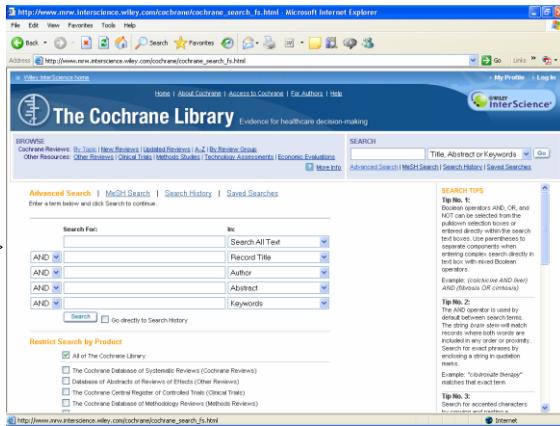 http://www.mrw.interscience.wiley.com/cochrane/cochrane_search_fs.html - Microsoft Internet Explorer
File Edit View Favorites Tools Help
Back Search Favorites
Address http://www.mrw.interscience.wiley.com/cochrane/cochrane_search_fs.html Go Links
Wiley InterScience home My Profile Log In
Home | About Cochrane | Access to Cochrane | For Authors | Help
The Cochrane Library Evidence for healthcare decision-making
WILEY InterScience
BROWSE
Cochrane Reviews: By Topic | New Reviews | Updated Reviews | A-Z | By Review Group
Other Resources: Other Reviews | Clinical Trials | Methods Studies | Technology Assessments | Economic Evaluations
More Info
SEARCH
Title, Abstract or Keywords Go
Advanced Search | MeSH Search | Search History | Saved Searches
Advanced Search | MeSH Search | Search History | Saved Searches
Enter a term below and click Search to continue.
Search For: In:
Search All Text
AND Record Title
AND Author
AND Abstract
AND Keywords
Search Go directly to Search History
Restrict Search by Product
All of The Cochrane Library
The Cochrane Database of Systematic Reviews (Cochrane Reviews)
Database of Abstracts of Reviews of Effects (Other Reviews)
The Cochrane Central Register of Controlled Trials (Clinical Trials)
The Cochrane Database of Methodology Reviews (Methods Reviews)
SEARCH TIPS
Tip No. 1:
Boolean operators AND, OR, and
NOT can be selected from the
pulldown selection boxes or
entered directly within the search
text boxes. Use parentheses to
separate components when
entering complex search directly in
text box with mixed Boolean
operators.
Example: (colchicine AND liver)
AND (fibrosis OR cirrhosis)
Tip No. 2:
The AND operator is used by
default between search terms.
The string brain stem will match
records where both words are
included in any order or proximity.
Search for exact phrases by
enclosing a string in quotation
marks.
Example: "clodronate therapy"
matches that exact term.
Tip No. 3:
Search for accented characters
by copying and pasting a
http://www.mrw.interscience.wiley.com/cochrane/cochrane_search_fs.html Internet